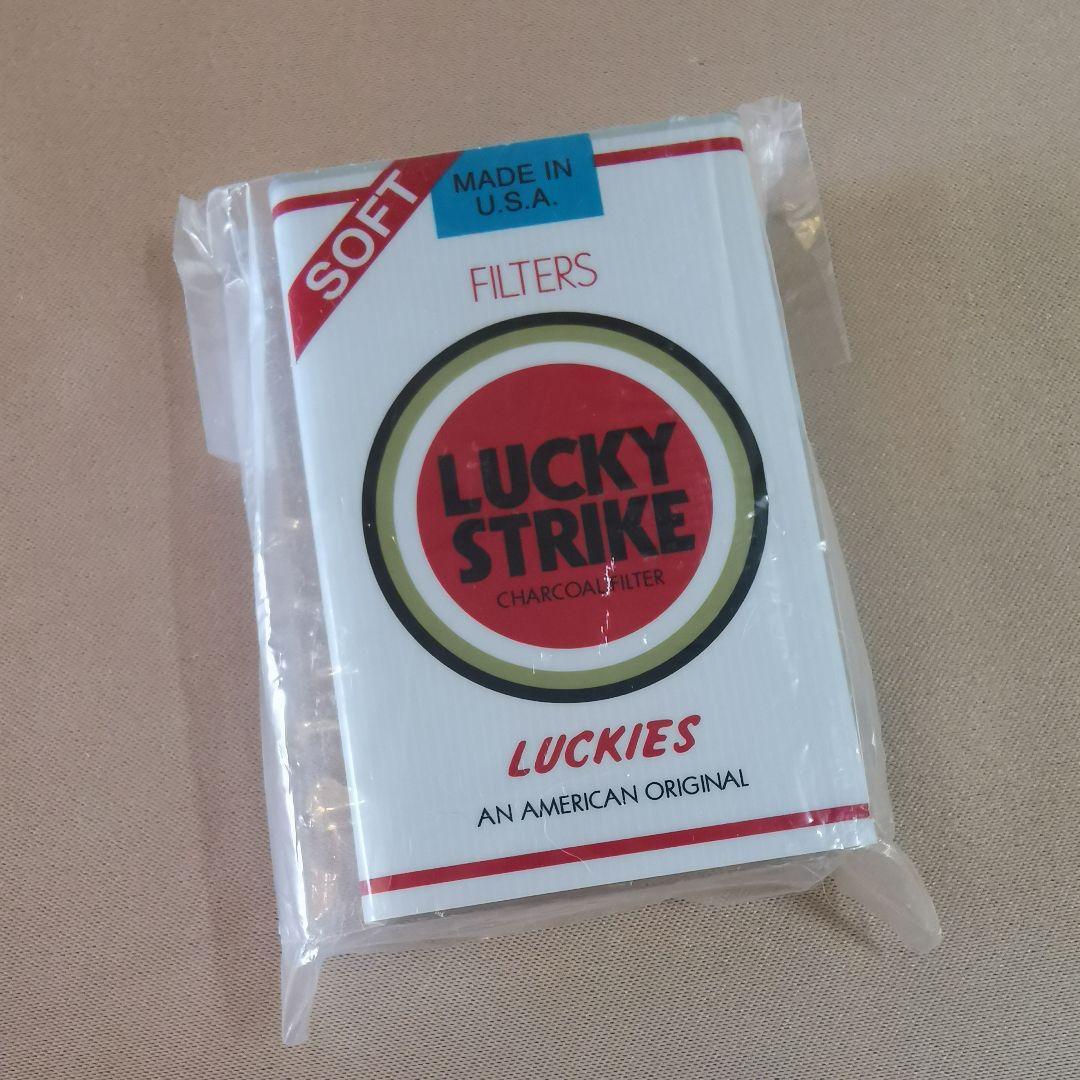 SOFT
MADE IN
U.S.A.
FILTERS
LUCKY
STRIKE
CHARCOAL FILTER
LUCKIES
AN AMERICAN ORIGINAL